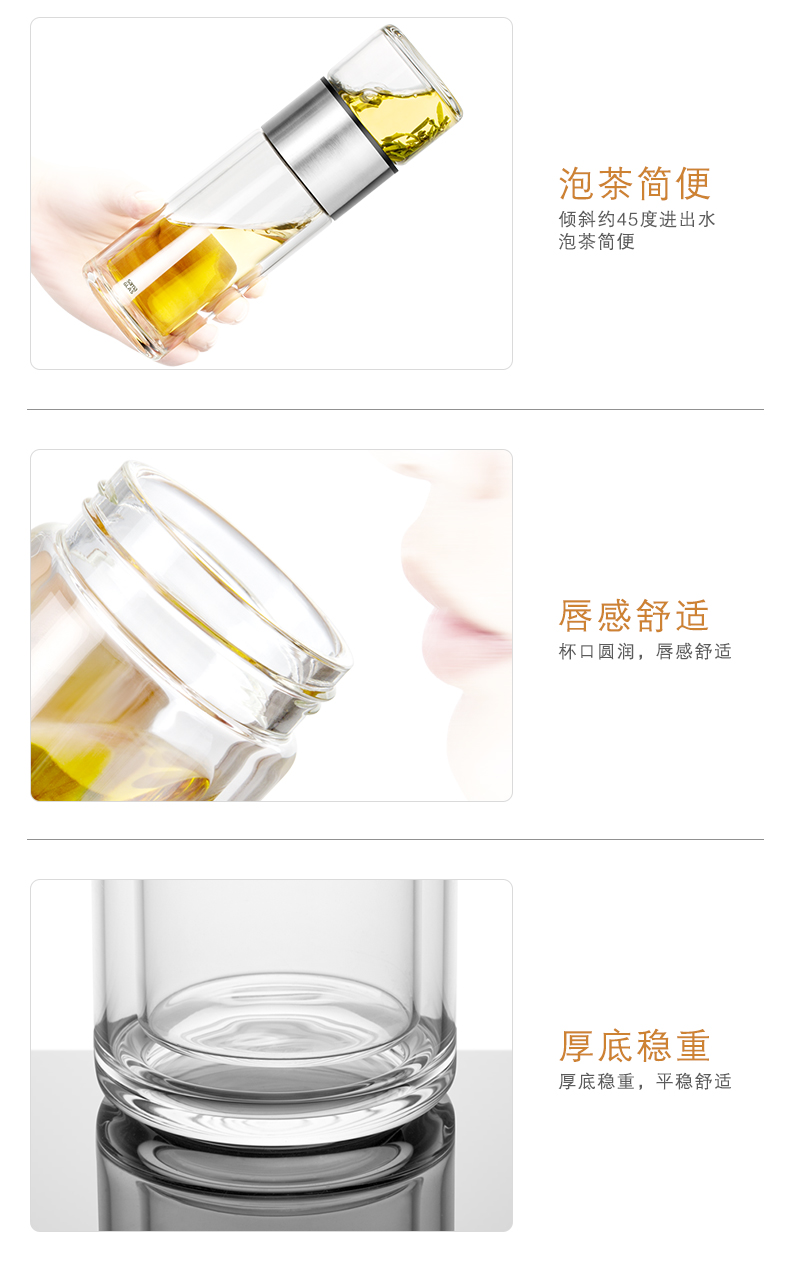 泡茶简便
倾斜约45度进出水
泡茶简便
唇感舒适
杯口圆润，唇感舒适
厚底稳重
厚底稳重，平稳舒适